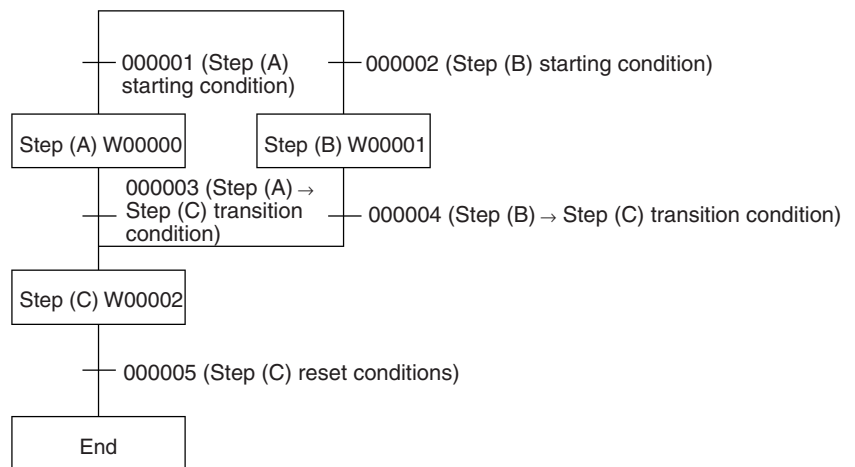 000001 (Step (A)
starting condition)
000002 (Step (B) starting condition)
Step (A) W00000
Step (B) W00001
000003 (Step (A) →
Step (C) transition
condition)
000004 (Step (B) → Step (C) transition condition)
Step (C) W00002
000005 (Step (C) reset conditions)
End